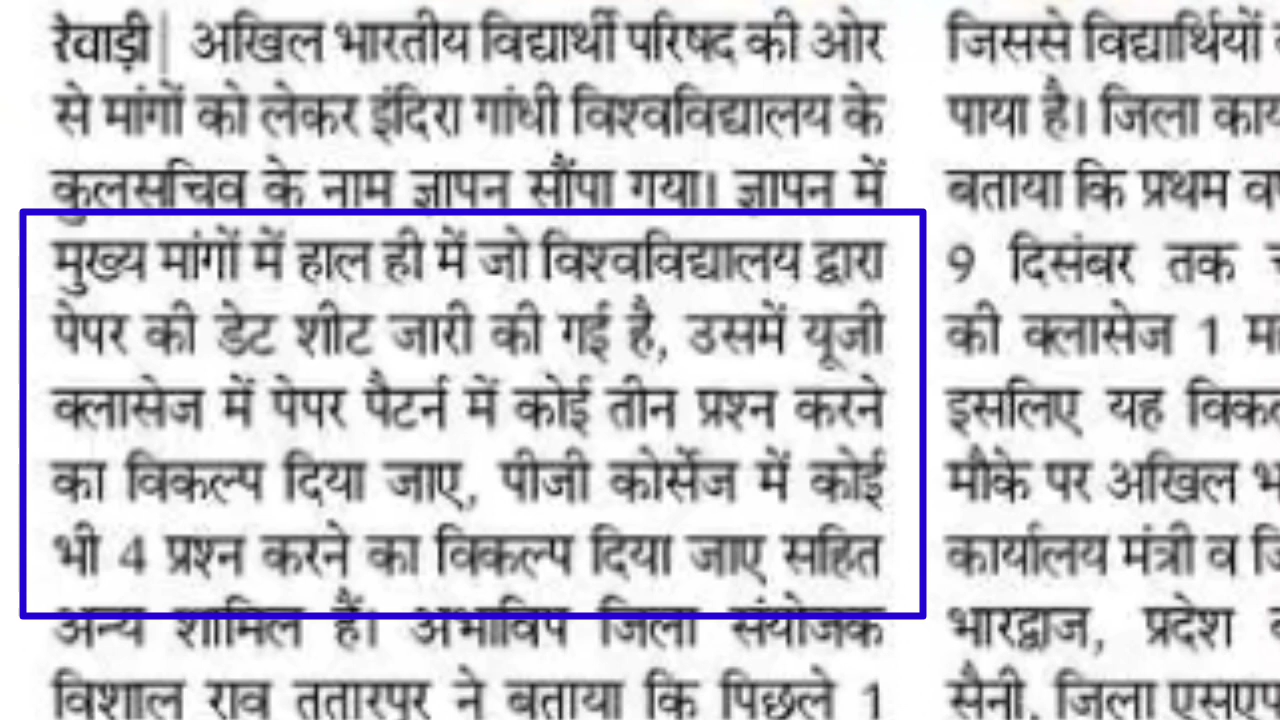 रेवाड़ी| अखिल भारतीय विद्यार्थी परिषद की ओर
से मांगों को लेकर इंदिरा गांधी विश्वविद्यालय के
कुलसचिव के नाम ज्ञापन सौंपा गया। ज्ञापन में
मुख्य मांगों में हाल ही में जो विश्वविद्यालय द्वारा
पेपर की डेट शीट जारी की गई है, उसमें यूजी
क्लासेज में पेपर पैटर्न में कोई तीन प्रश्न करने
का विकल्प दिया जाए, पीजी कोर्सेज में कोई
भी 4 प्रश्न करने का विकल्प दिया जाए सहित
अन्य शामिल हैं। अभाविप जिला संयोजक
विशाल राव ततारपुर ने बताया कि पिछले 1
जिससे विद्यार्थियों
पाया है। जिला
बताया कि प्रथम
9 दिसंबर तक
की क्लासेज 1
इसलिए यह
मौके पर अखिल
कार्यालय मंत्री व
भारद्वाज, प्रदेश
सैनी, जिला